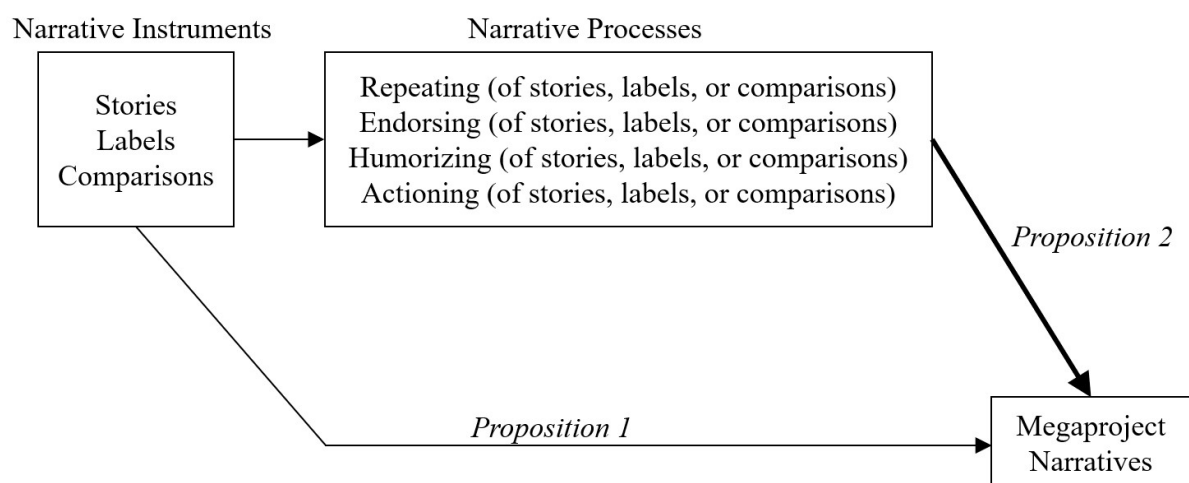 Narrative Instruments
Narrative Processes
Stories
Labels
Comparisons
Repeating (of stories, labels, or comparisons)
Endorsing (of stories, labels, or comparisons)
Humorizing (of stories, labels, or comparisons)
Actioning (of stories, labels, or comparisons)
Proposition 2
Proposition 1
Megaproject
Narratives